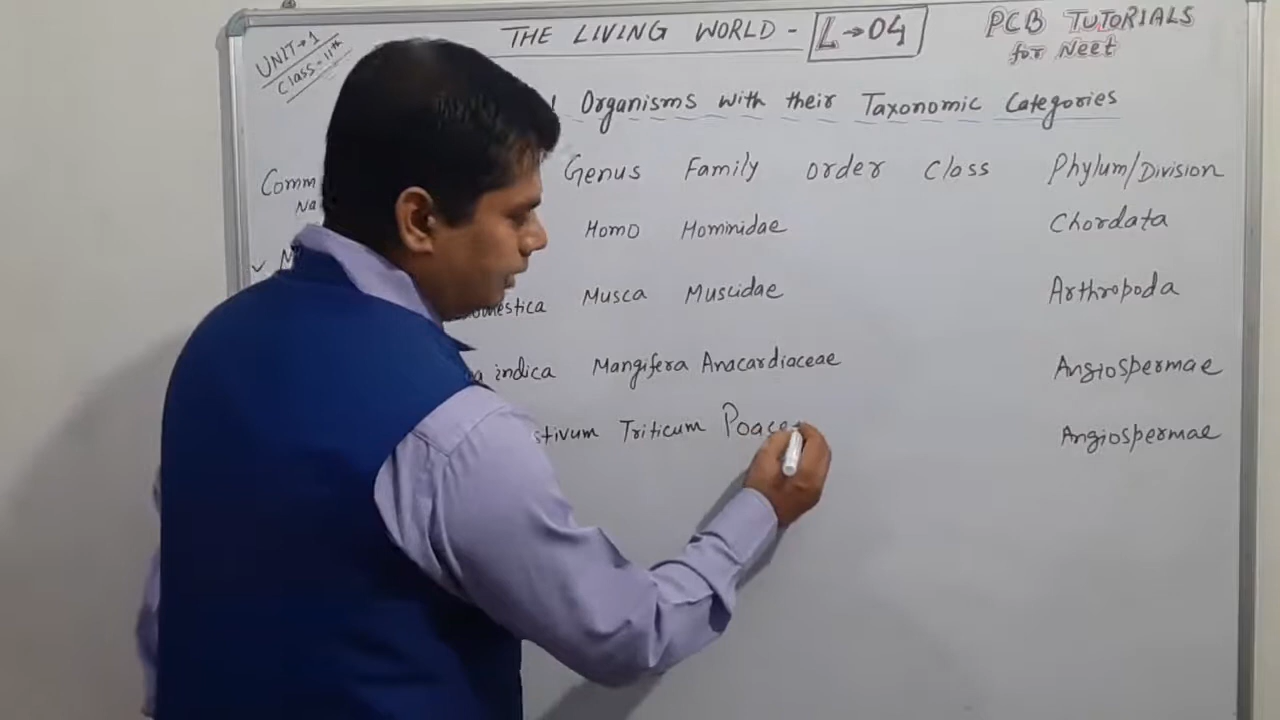 UNIT→1
Class-11th
THE LIVING WORLD - L→04
PCB TUTORIALS
for Neet
Organisms with their Taxonomic Categories
Genus Family order Class Phylum/Division
Homo Hominidae Chordata
Musca Muscidae Arthropoda
indica Mangifera Anacardiaceae Angiospermae
Triticum Poace Angiospermae